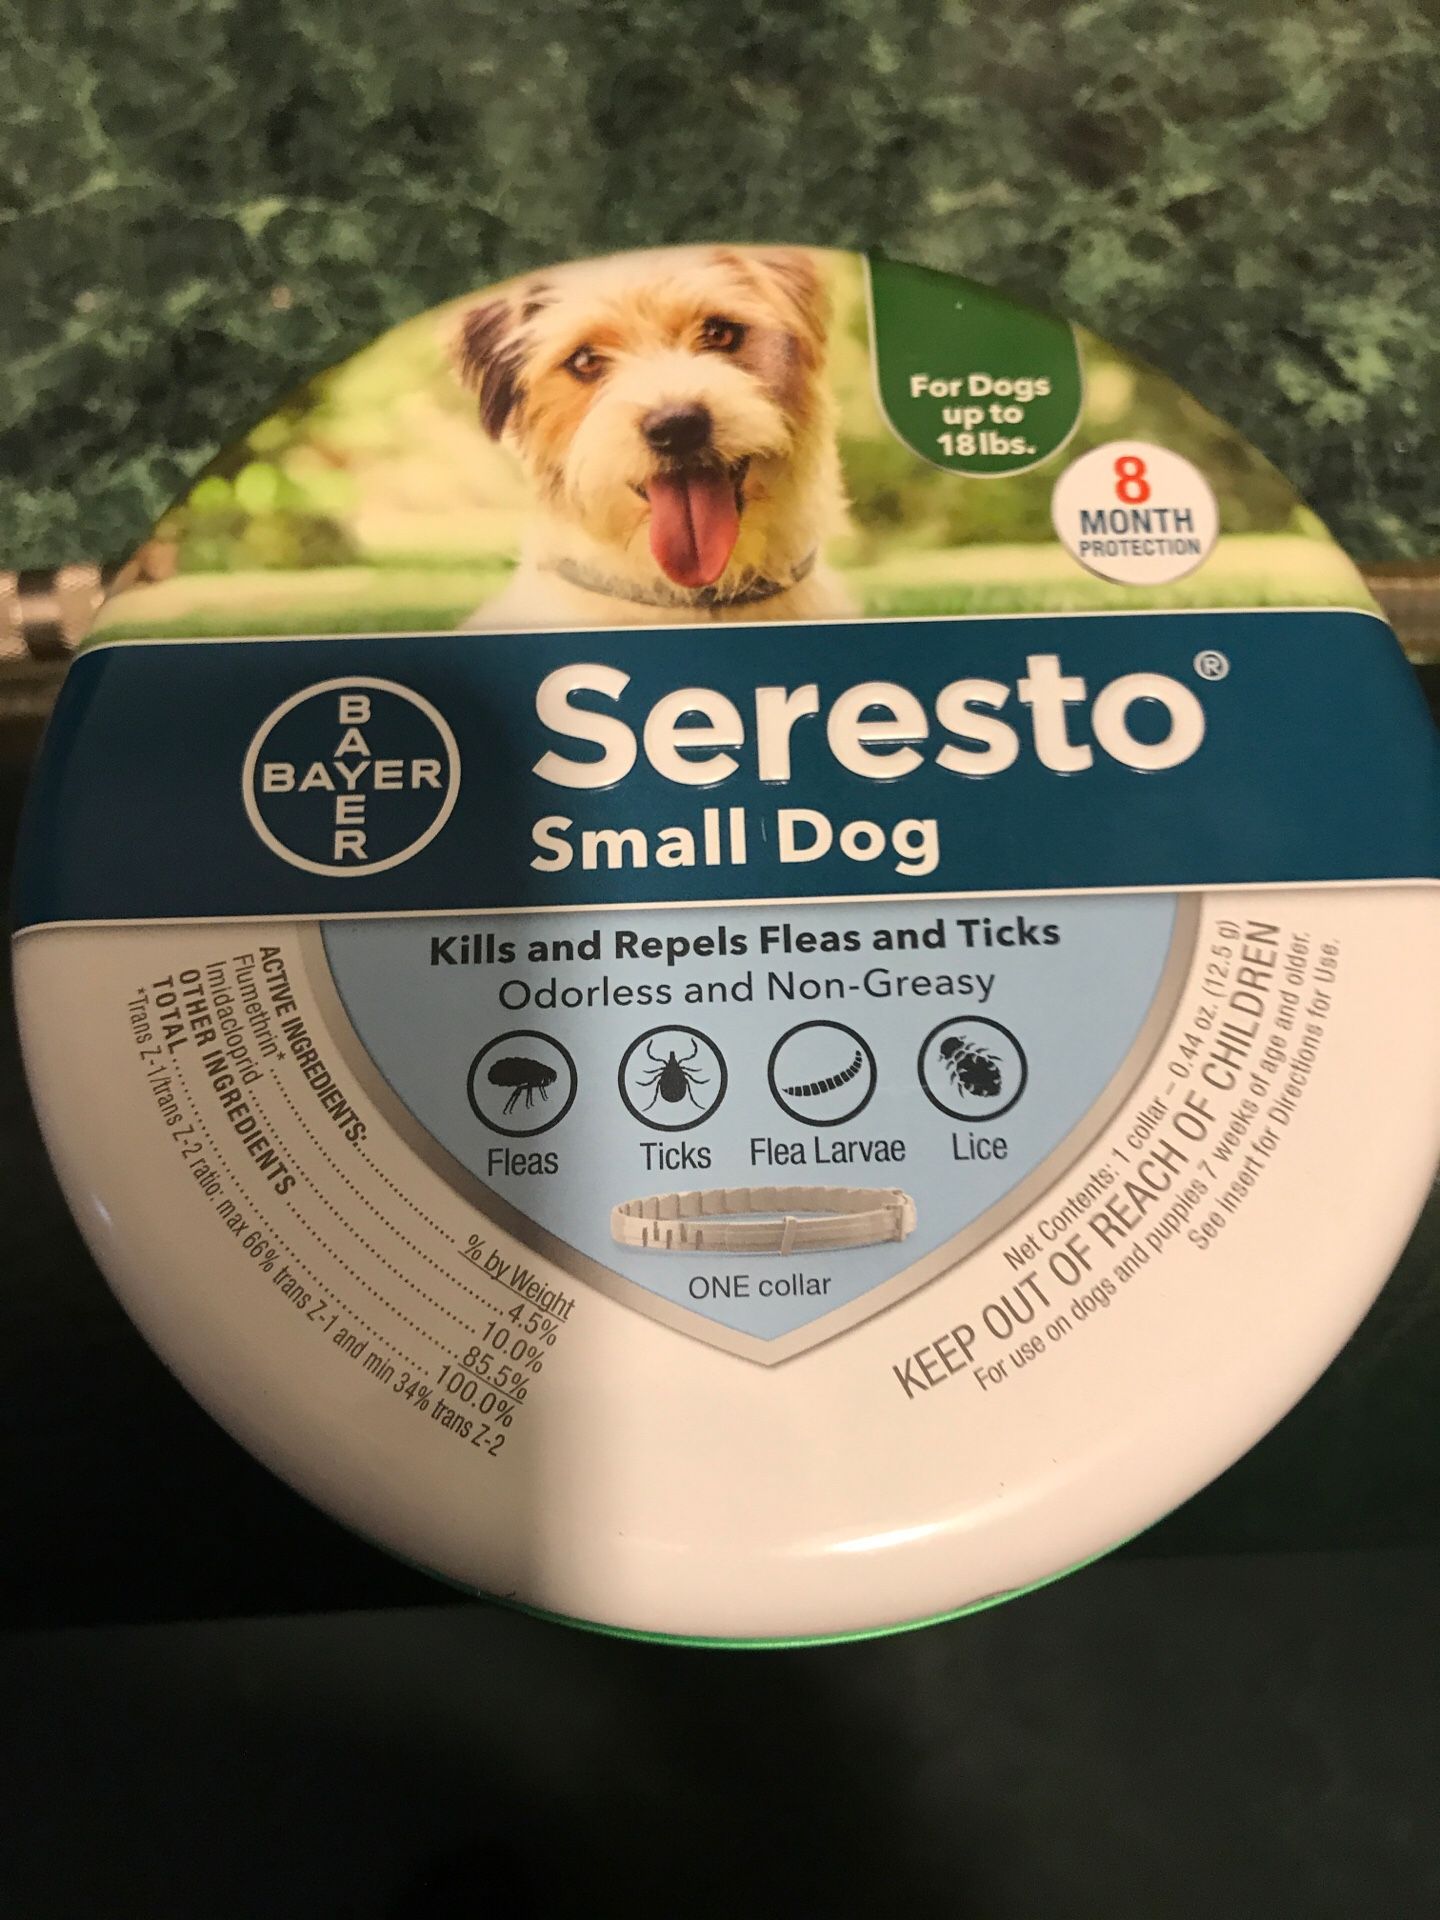 For Dogs
up to
18 lbs.
8
MONTH
PROTECTION
BAYER
BAYER
Seresto®
Small Dog
Kills and Repels Fleas and Ticks
Odorless and Non-Greasy
Fleas
Ticks
Flea Larvae
Lice
ONE collar
ACTIVE INGREDIENTS: % by Weight
Flumethrin* 4.5%
Imidacloprid 10.0%
OTHER INGREDIENTS 85.5%
TOTAL 100.0%
*Trans Z-1/trans Z-2 ratio: max 66% trans Z-1 and min 34% trans Z-2
Net Contents: 1 collar – 0.44 oz. (12.5 g)
KEEP OUT OF REACH OF CHILDREN
For use on dogs and puppies 7 weeks of age and older.
See Insert for Directions for Use.